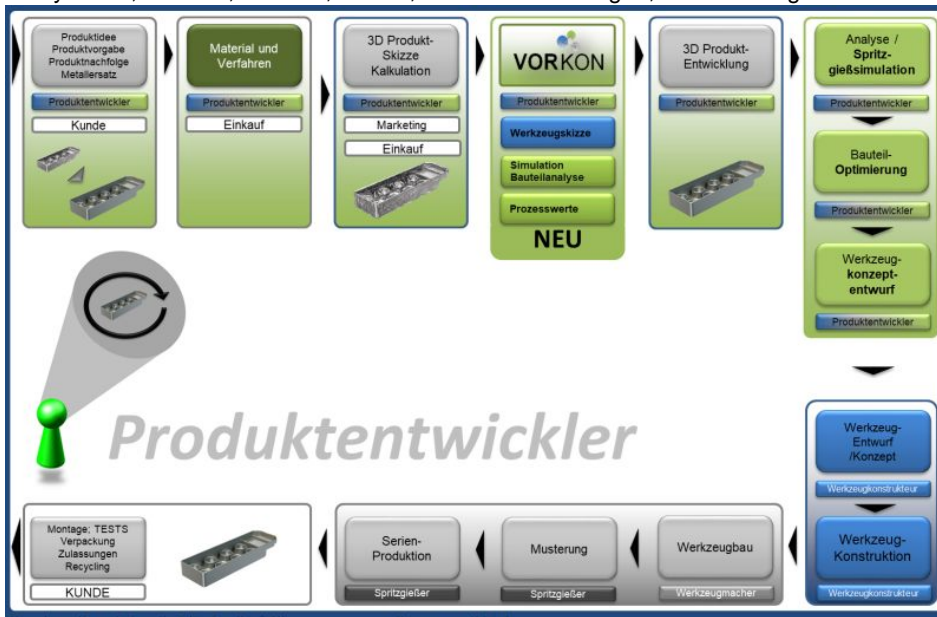 Produktidee
Produktvorgabe
Produktnachfolge
Metallersatz
Produktentwickler
Kunde
Material und
Verfahren
Produktentwickler
Einkauf
3D Produkt-
Skizze
Kalkulation
Produktentwickler
Marketing
Einkauf
VORKON
Produktentwickler
Werkzeugskizze
Simulation
Bauteilanalyse
Prozesswerte
NEU
3D Produkt-
Entwicklung
Produktentwickler
Analyse /
Spritz-
gießsimulation
Produktentwickler
Bauteil-
Optimierung
Produktentwickler
Werkzeug-
konzept-
entwurf
Produktentwickler
Produktentwickler
Werkzeug-
Entwurf
/Konzept
Werkzeugkonstrukteur
Werkzeug-
Konstruktion
Werkzeugkonstrukteur
Werkzeugbau
Werkzeugmacher
Musterung
Spritzgießer
Serien-
Produktion
Spritzgießer
Montage; TESTS
Verpackung
Zulassungen
Recycling
KUNDE